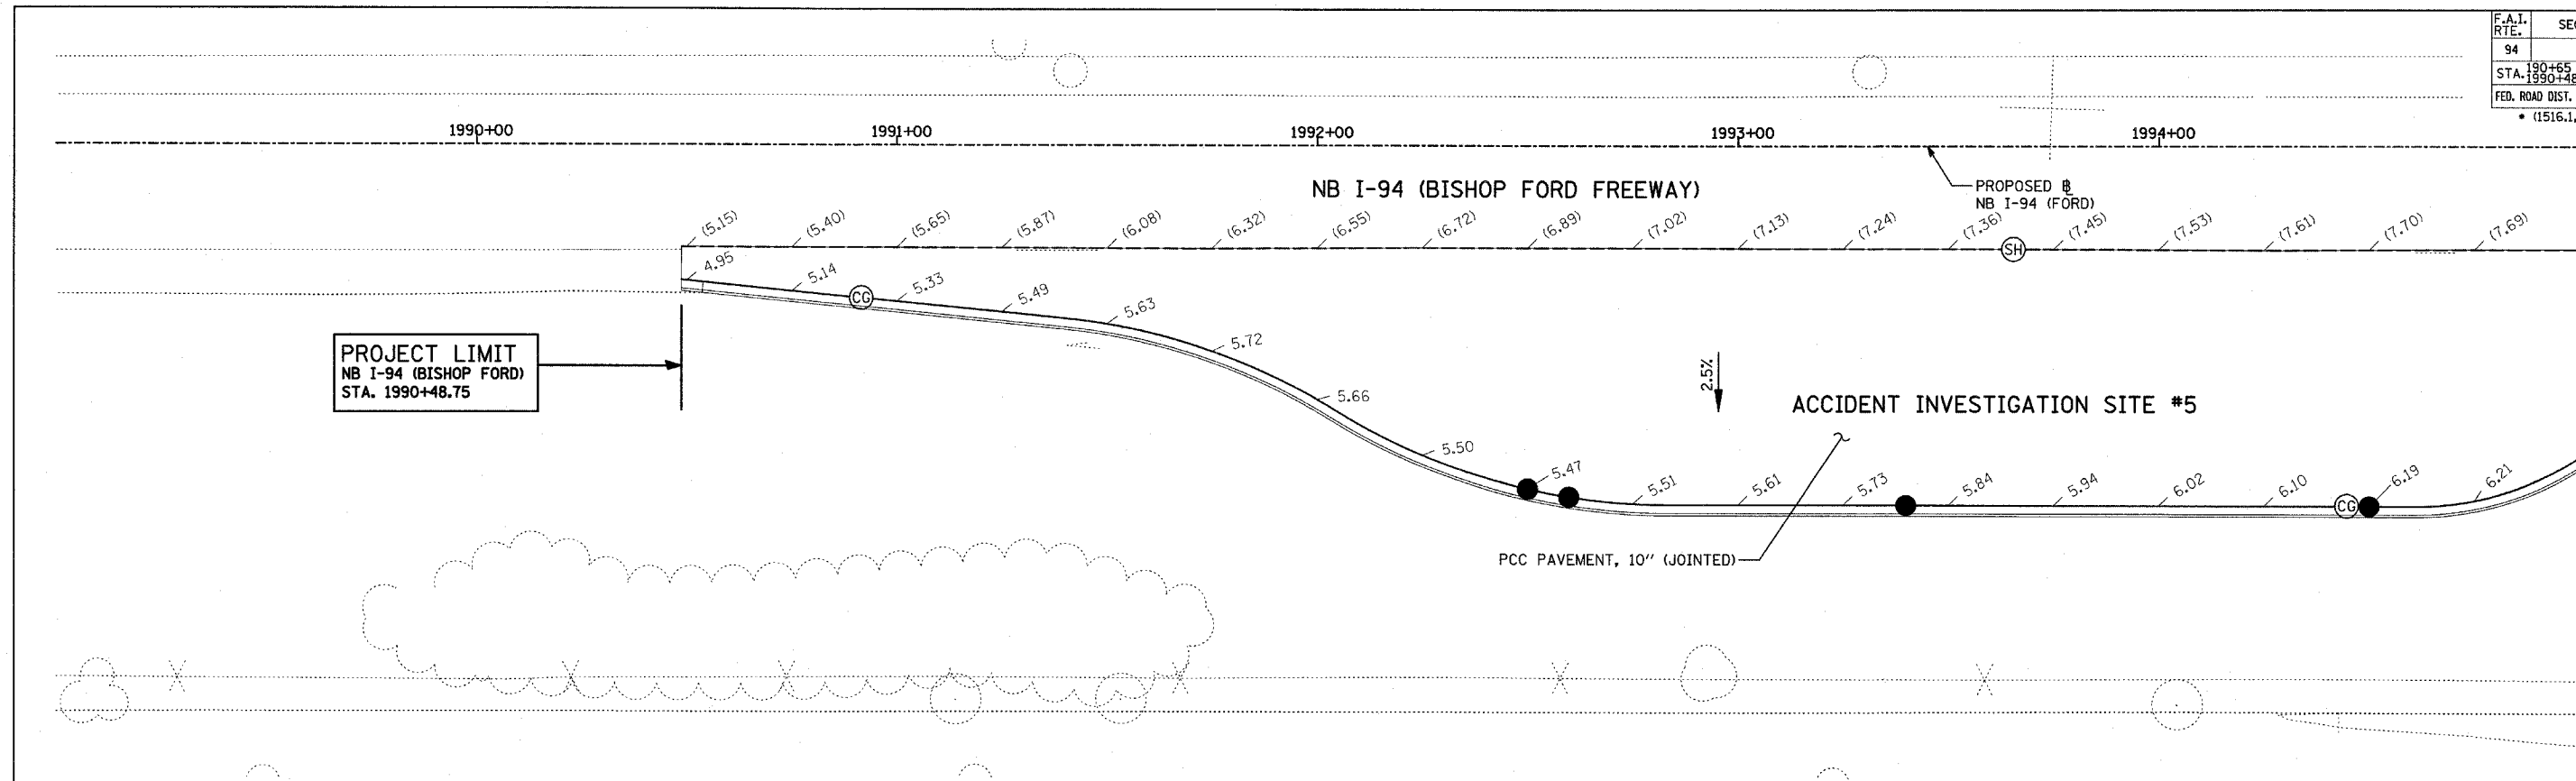 F.A.I. RTE. SEC
94
STA. 190+65
1990+48
FED. ROAD DIST.
• (1516.1,
1990+00 1991+00 1992+00 1993+00 1994+00
NB I-94 (BISHOP FORD FREEWAY)
PROPOSED ℄
NB I-94 (FORD)
(5.15) (5.40) (5.65) (5.87) (6.08) (6.32) (6.55) (6.72) (6.89) (7.02) (7.13) (7.24) (7.36) SH (7.45) (7.53) (7.61) (7.70) (7.69)
4.95 5.14 CG 5.33 5.49 5.63 5.72 5.66 5.50 5.47 5.51 5.61 5.73 5.84 5.94 6.02 6.10 CG 6.19 6.21
PROJECT LIMIT
NB I-94 (BISHOP FORD)
STA. 1990+48.75
2.5%
ACCIDENT INVESTIGATION SITE #5
PCC PAVEMENT, 10" (JOINTED)